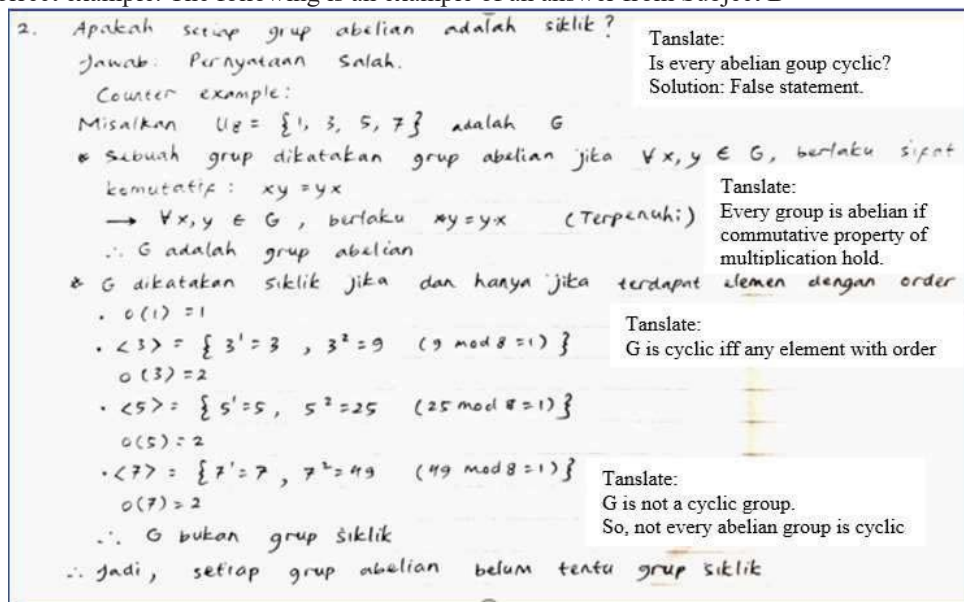 2. Apakah setiap grup abelian adalah siklik?
Tanslate:
Is every abelian goup cyclic?
Solution: False statement.
Jawab: Pernyataan Salah.
Counter example:
Misalkan U8 = {1, 3, 5, 7} adalah G
* Sebuah grup dikatakan grup abelian jika ∀x, y ∈ G, berlaku sifat
komutatif : xy = yx
Tanslate:
Every group is abelian if
commutative property of
multiplication hold.
→ ∀x, y ∈ G, berlaku xy = yx (Terpenuhi)
∴ G adalah grup abelian
* G dikatakan siklik jika dan hanya jika terdapat elemen dengan order
Tanslate:
G is cyclic iff any element with order
• o(1) = 1
• <3> = { 3¹ = 3 , 3² = 9 (9 mod 8 = 1) }
o(3) = 2
• <5> = { 5¹ = 5, 5² = 25 (25 mod 8 = 1) }
o(5) = 2
• <7> = { 7¹ = 7 , 7² = 49 (49 mod 8 = 1) }
o(7) = 2
Tanslate:
G is not a cyclic group.
So, not every abelian group is cyclic
∴ G bukan grup siklik
∴ Jadi, setiap grup abelian belum tentu grup siklik